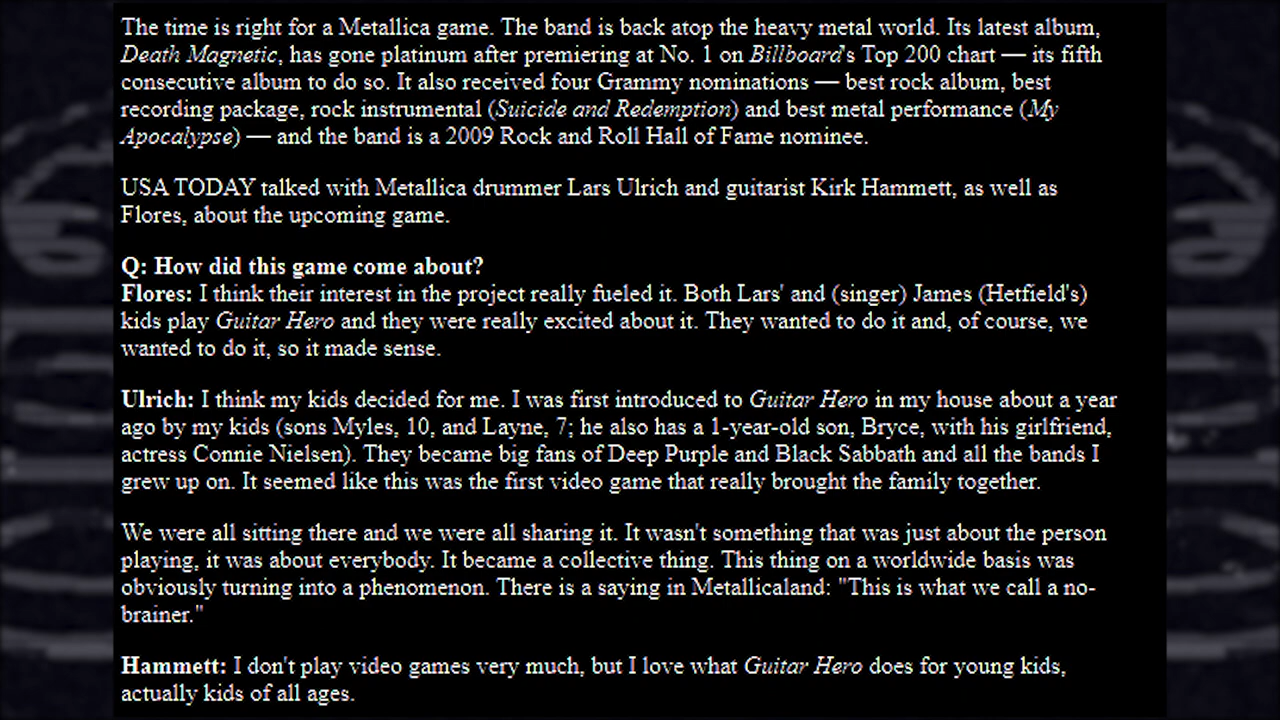 The time is right for a Metallica game. The band is back atop the heavy metal world. Its latest album,
Death Magnetic, has gone platinum after premiering at No. 1 on Billboard's Top 200 chart — its fifth
consecutive album to do so. It also received four Grammy nominations — best rock album, best
recording package, rock instrumental (Suicide and Redemption) and best metal performance (My
Apocalypse) — and the band is a 2009 Rock and Roll Hall of Fame nominee.
USA TODAY talked with Metallica drummer Lars Ulrich and guitarist Kirk Hammett, as well as
Flores, about the upcoming game.
Q: How did this game come about?
Flores: I think their interest in the project really fueled it. Both Lars' and (singer) James (Hetfield's)
kids play Guitar Hero and they were really excited about it. They wanted to do it and, of course, we
wanted to do it, so it made sense.
Ulrich: I think my kids decided for me. I was first introduced to Guitar Hero in my house about a year
ago by my kids (sons Myles, 10, and Layne, 7; he also has a 1-year-old son, Bryce, with his girlfriend,
actress Connie Nielsen). They became big fans of Deep Purple and Black Sabbath and all the bands I
grew up on. It seemed like this was the first video game that really brought the family together.
We were all sitting there and we were all sharing it. It wasn't something that was just about the person
playing, it was about everybody. It became a collective thing. This thing on a worldwide basis was
obviously turning into a phenomenon. There is a saying in Metallicaland: "This is what we call a no-
brainer."
Hammett: I don't play video games very much, but I love what Guitar Hero does for young kids,
actually kids of all ages.